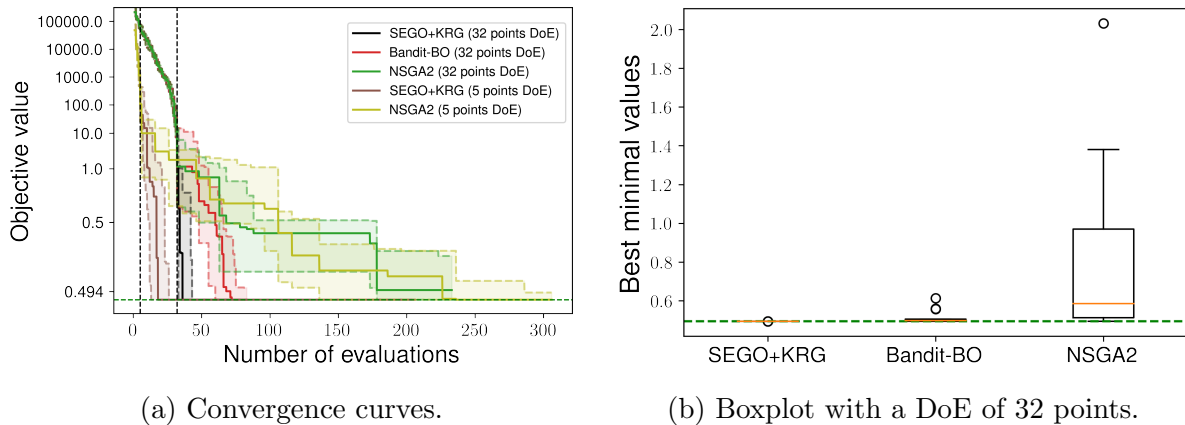 100000.0
10000.0
1000.0
100.0
10.0
1.0
0.5
0.494
Objective value
SEGO+KRG (32 points DoE)
Bandit-BO (32 points DoE)
NSGA2 (32 points DoE)
SEGO+KRG (5 points DoE)
NSGA2 (5 points DoE)
0 50 100 150 200 250 300
Number of evaluations
(a) Convergence curves.
2.0
1.8
1.6
1.4
1.2
1.0
0.8
0.6
Best minimal values
SEGO+KRG Bandit-BO NSGA2
(b) Boxplot with a DoE of 32 points.